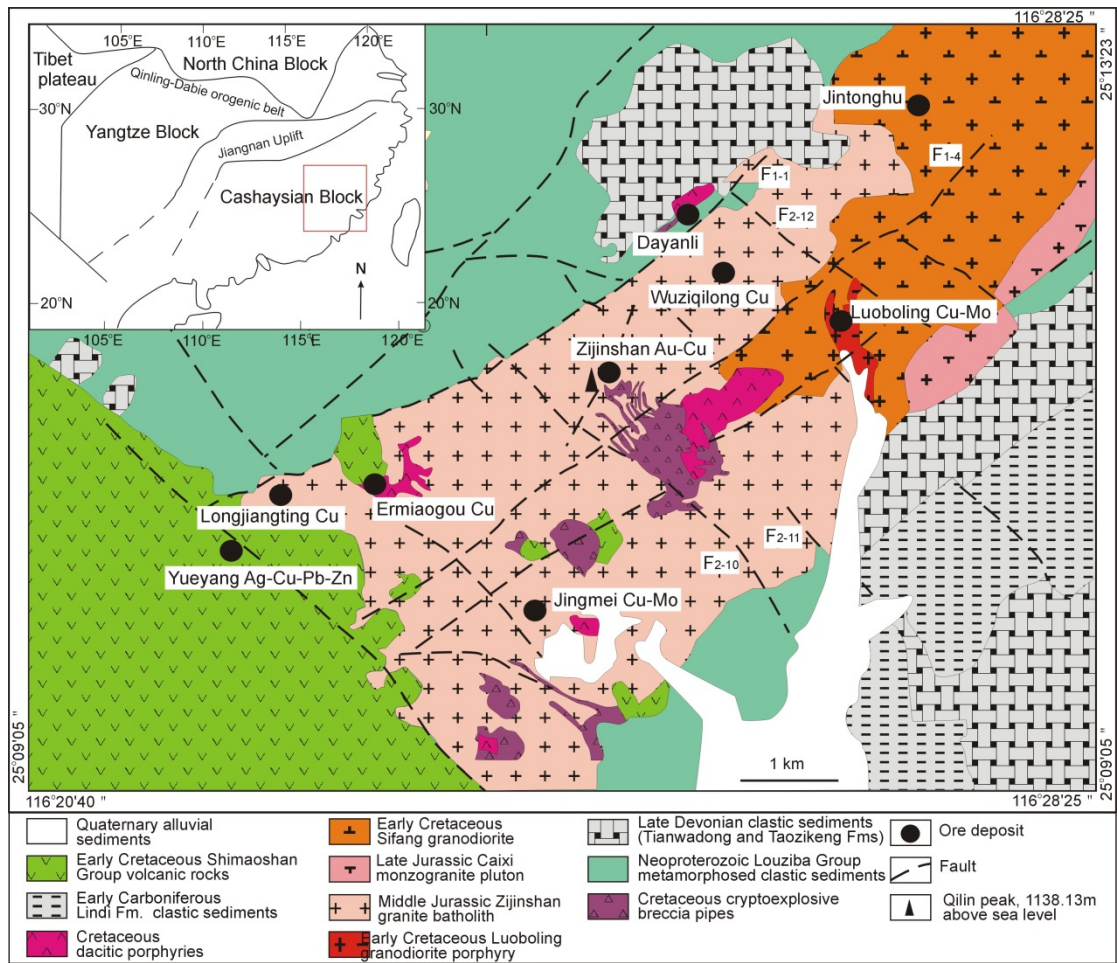 116°28'25 "
105°E
110°E
115°E
120°E
Tibet
plateau
North China Block
Qinling-Dabie orogenic belt
30°N
30°N
Yangtze Block
Jiangnan Uplift
Cashaysian Block
N
20°N
20°N
105°E
110°E
115°E
120°E
25°13'23 "
Jintonghu
F1-4
F1-1
F2-12
Dayanli
Wuziqilong Cu
Luoboling Cu-Mo
Zijinshan Au-Cu
Ermiaogou Cu
Longjiangting Cu
F2-11
F2-10
Yueyang Ag-Cu-Pb-Zn
Jingmei Cu-Mo
25°09'05 "
25°09'05 "
1 km
116°20'40 "
116°28'25 "
Quaternary alluvial
sediments
Early Cretaceous Shimaoshan
Group volcanic rocks
Early Carboniferous
Lindi Fm. clastic sediments
Cretaceous
dacitic porphyries
Early Cretaceous
Sifang granodiorite
Late Jurassic Caixi
monzogranite pluton
Middle Jurassic Zijinshan
granite batholith
Early Cretaceous Luoboling
granodiorite porphyry
Late Devonian clastic sediments
(Tianwadong and Taozikeng Fms)
Neoproterozoic Louziba Group
metamorphosed clastic sediments
Cretaceous cryptoexplosive
breccia pipes
Ore deposit
Fault
Qilin peak, 1138.13m
above sea level